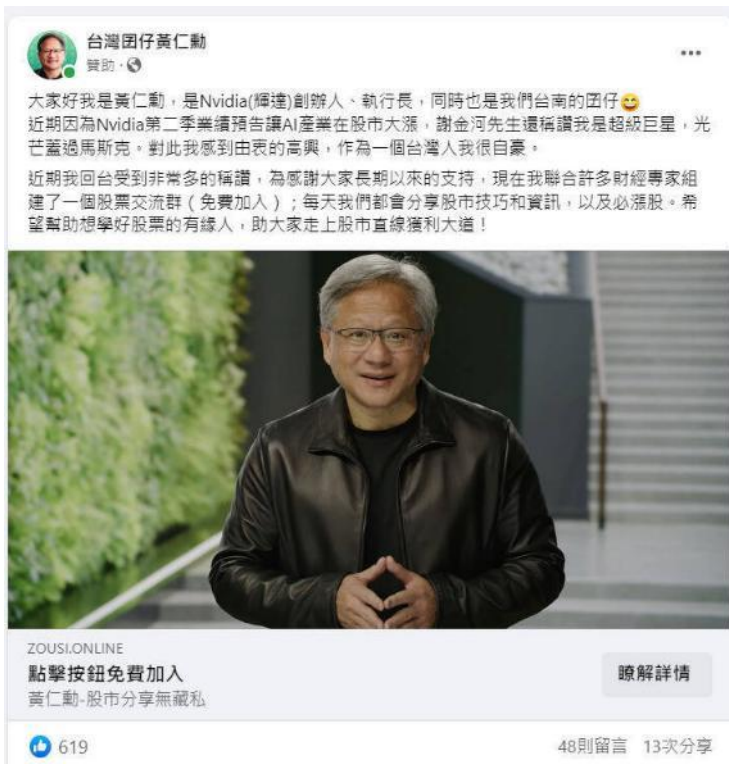 台灣囝仔黃仁勳
贊助·
大家好我是黃仁勳，是Nvidia(輝達)創辦人、執行長，同時也是我們台南的囝仔😄
近期因為Nvidia第二季業績預告讓AI產業在股市大漲，謝金河先生還稱讚我是超級巨星，光
芒蓋過馬斯克。對此我感到由衷的高興，作為一個台灣人我很自豪。
近期我回台受到非常多的稱讚，為感謝大家長期以來的支持，現在我聯合許多財經專家組
建了一個股票交流群（免費加入）；每天我們都會分享股市技巧和資訊，以及必漲股。希
望幫助想學好股票的有緣人，助大家走上股市直線獲利大道！
ZOUSI.ONLINE
點擊按鈕免費加入
黃仁勳-股市分享無藏私
瞭解詳情
619
48則留言 13次分享